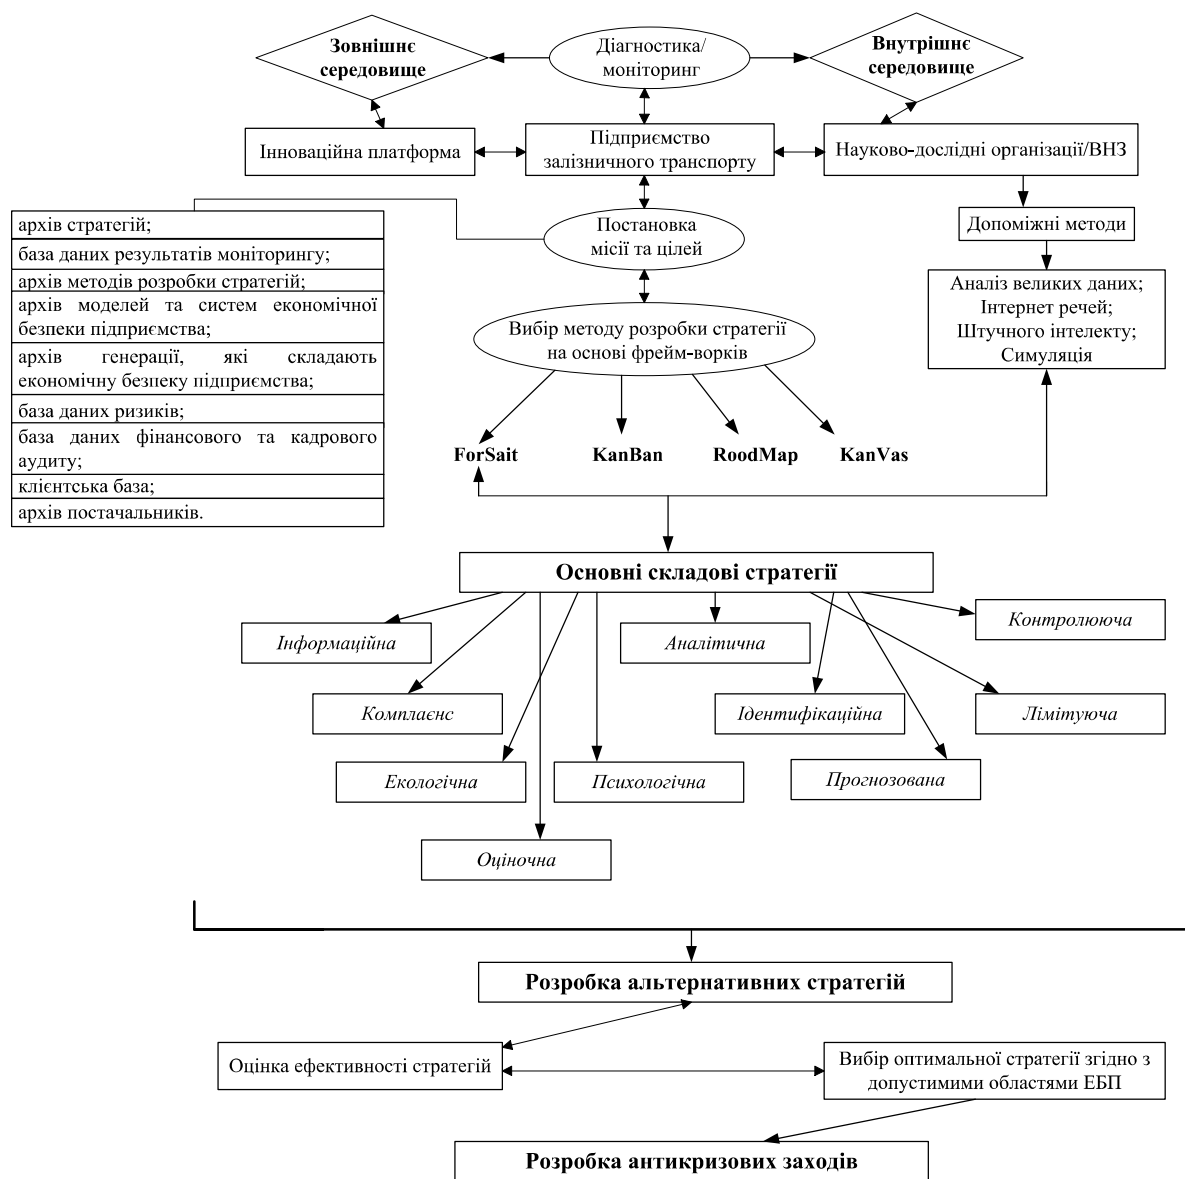 Зовнішнє
середовище
Діагностика/
моніторинг
Внутрішнє
середовище
Інноваційна платформа
Підприємство
залізничного транспорту
Науково-дослідні організації/ВНЗ
архів стратегій;
база даних результатів моніторингу;
архів методів розробки стратегій;
архів моделей та систем економічної
безпеки підприємства;
архів генерації, які складають
економічну безпеку підприємства;
база даних ризиків;
база даних фінансового та кадрового
аудиту;
клієнтська база;
архів постачальників.
Постановка
місії та цілей
Допоміжні методи
Вибір методу розробки стратегії
на основі фрейм-ворків
Аналіз великих даних;
Інтернет речей;
Штучного інтелекту;
Симуляція
ForSait
KanBan
RoodMap
KanVas
Основні складові стратегії
Інформаційна
Аналітична
Контролююча
Комплаєнс
Ідентифікаційна
Лімітуюча
Екологічна
Психологічна
Прогнозована
Оціночна
Розробка альтернативних стратегій
Оцінка ефективності стратегій
Вибір оптимальної стратегії згідно з
допустимими областями ЕБП
Розробка антикризових заходів